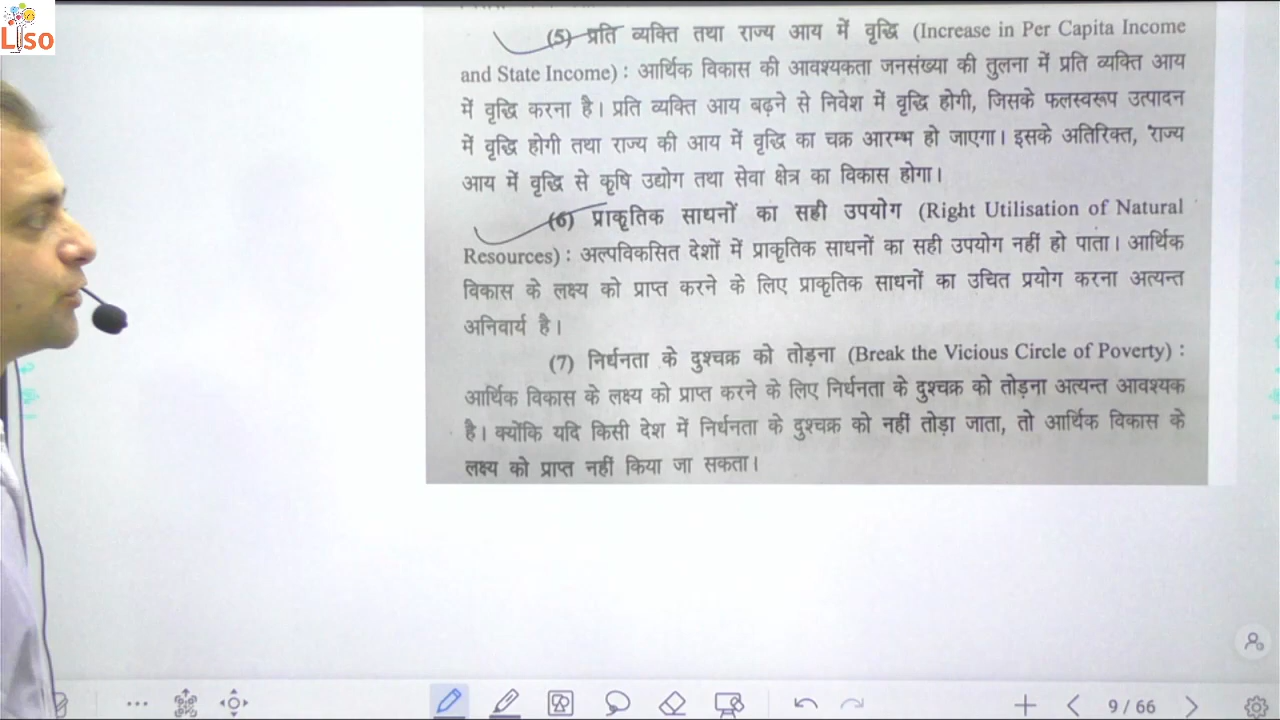 Liso
(5) प्रति व्यक्ति तथा राज्य आय में वृद्धि (Increase in Per Capita Income
and State Income) : आर्थिक विकास की आवश्यकता जनसंख्या की तुलना में प्रति व्यक्ति आय
में वृद्धि करना है। प्रति व्यक्ति आय बढ़ने से निवेश में वृद्धि होगी, जिसके फलस्वरूप उत्पादन
में वृद्धि होगी तथा राज्य की आय में वृद्धि का चक्र आरम्भ हो जाएगा। इसके अतिरिक्त, राज्य
आय में वृद्धि से कृषि उद्योग तथा सेवा क्षेत्र का विकास होगा।
(6) प्राकृतिक साधनों का सही उपयोग (Right Utilisation of Natural
Resources) : अल्पविकसित देशों में प्राकृतिक साधनों का सही उपयोग नहीं हो पाता। आर्थिक
विकास के लक्ष्य को प्राप्त करने के लिए प्राकृतिक साधनों का उचित प्रयोग करना अत्यन्त
अनिवार्य है।
(7) निर्धनता के दुश्चक्र को तोड़ना (Break the Vicious Circle of Poverty) :
आर्थिक विकास के लक्ष्य को प्राप्त करने के लिए निर्धनता के दुश्चक्र को तोड़ना अत्यन्त आवश्यक
है। क्योंकि यदि किसी देश में निर्धनता के दुश्चक्र को नहीं तोड़ा जाता, तो आर्थिक विकास के
लक्ष्य को प्राप्त नहीं किया जा सकता।
9 / 66